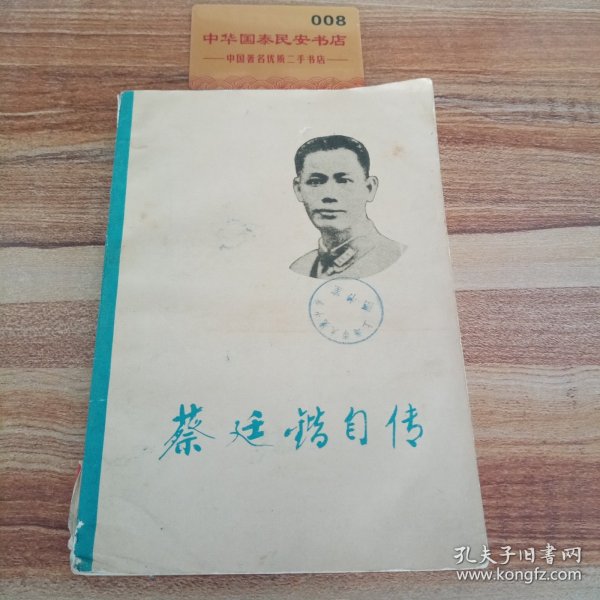 008
中华国泰民安书店
中国著名优质二手书店
蔡廷锴自传
孔夫子旧书网
www.kongfz.com